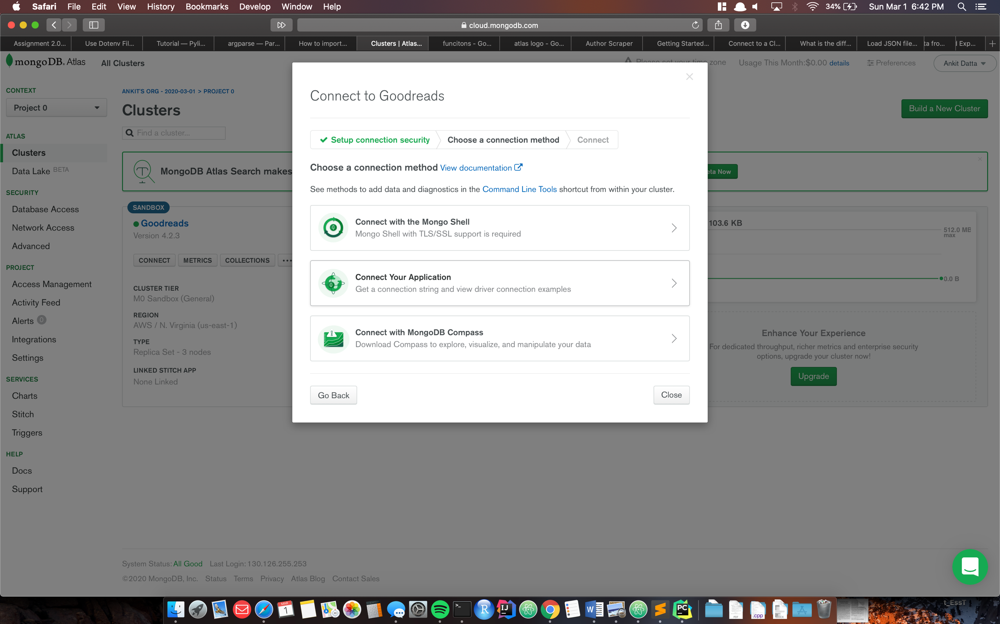 Safari File Edit View History Bookmarks Develop Window Help 34% Sun Mar 1 6:42 PM
cloud.mongodb.com
Assignment 2.0... Use Dotenv Fil... Tutorial — Pyli... argparse — Par... How to import... Clusters | Atlas... funcitons - Go... atlas logo - Go... Author Scraper Getting Started... Connect to a Cl... What is the diff... Load JSON file... ta fro... Exp...
mongoDB. Atlas All Clusters Please set your time zone Usage This Month:$0.00 details Preferences Ankit Datta
CONTEXT
Project 0
ATLAS
Clusters
Data Lake BETA
SECURITY
Database Access
Network Access
Advanced
PROJECT
Access Management
Activity Feed
Alerts 0
Integrations
Settings
SERVICES
Charts
Stitch
Triggers
HELP
Docs
Support
ANKIT'S ORG - 2020-03-01 > PROJECT 0
Clusters
Build a New Cluster
Find a cluster...
MongoDB Atlas Search makes
eta Now
SANDBOX
Goodreads
Version 4.2.3
CONNECT METRICS COLLECTIONS ...
CLUSTER TIER
M0 Sandbox (General)
REGION
AWS / N. Virginia (us-east-1)
TYPE
Replica Set - 3 nodes
LINKED STITCH APP
None Linked
Connect to Goodreads
Setup connection security Choose a connection method Connect
Choose a connection method View documentation
See methods to add data and diagnostics in the Command Line Tools shortcut from within your cluster.
Connect with the Mongo Shell
Mongo Shell with TLS/SSL support is required
Connect Your Application
Get a connection string and view driver connection examples
Connect with MongoDB Compass
Download Compass to explore, visualize, and manipulate your data
Go Back Close
103.6 KB
512.0 MB
max
0.0 B
Enhance Your Experience
For dedicated throughput, richer metrics and enterprise security
options, upgrade your cluster now!
Upgrade
System Status: All Good Last Login: 130.126.255.253
©2020 MongoDB, Inc. Status Terms Privacy Atlas Blog Contact Sales
MAR
1
R
IJ
W
PC
PDF
.cpp
DOCX
t_EssT